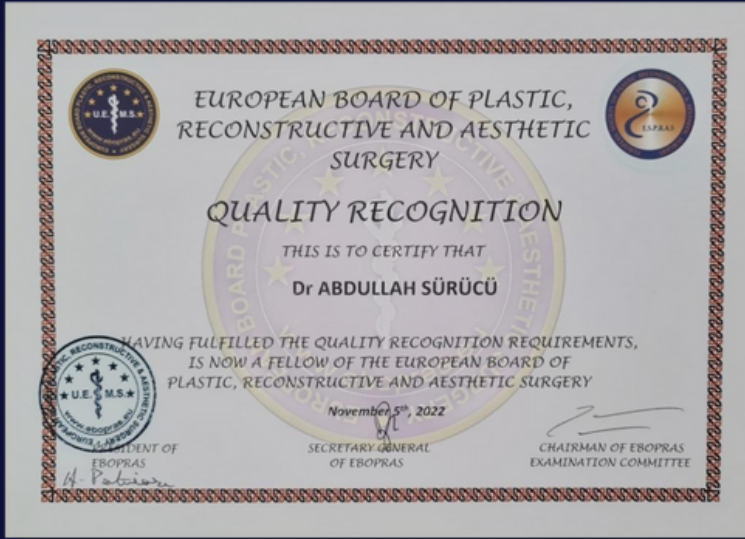 EUROPEAN BOARD OF PLASTIC,
RECONSTRUCTIVE AND AESTHETIC
SURGERY
U.E.M.S.
E.S.P.R.A.S
QUALITY RECOGNITION
THIS IS TO CERTIFY THAT
Dr ABDULLAH SÜRÜCÜ
HAVING FULFILLED THE QUALITY RECOGNITION REQUIREMENTS,
IS NOW A FELLOW OF THE EUROPEAN BOARD OF
PLASTIC, RECONSTRUCTIVE AND AESTHETIC SURGERY
November 5th, 2022
U.E.M.S.
PRESIDENT OF
EBOPRAS
SECRETARY GENERAL
OF EBOPRAS
CHAIRMAN OF EBOPRAS
EXAMINATION COMMITTEE